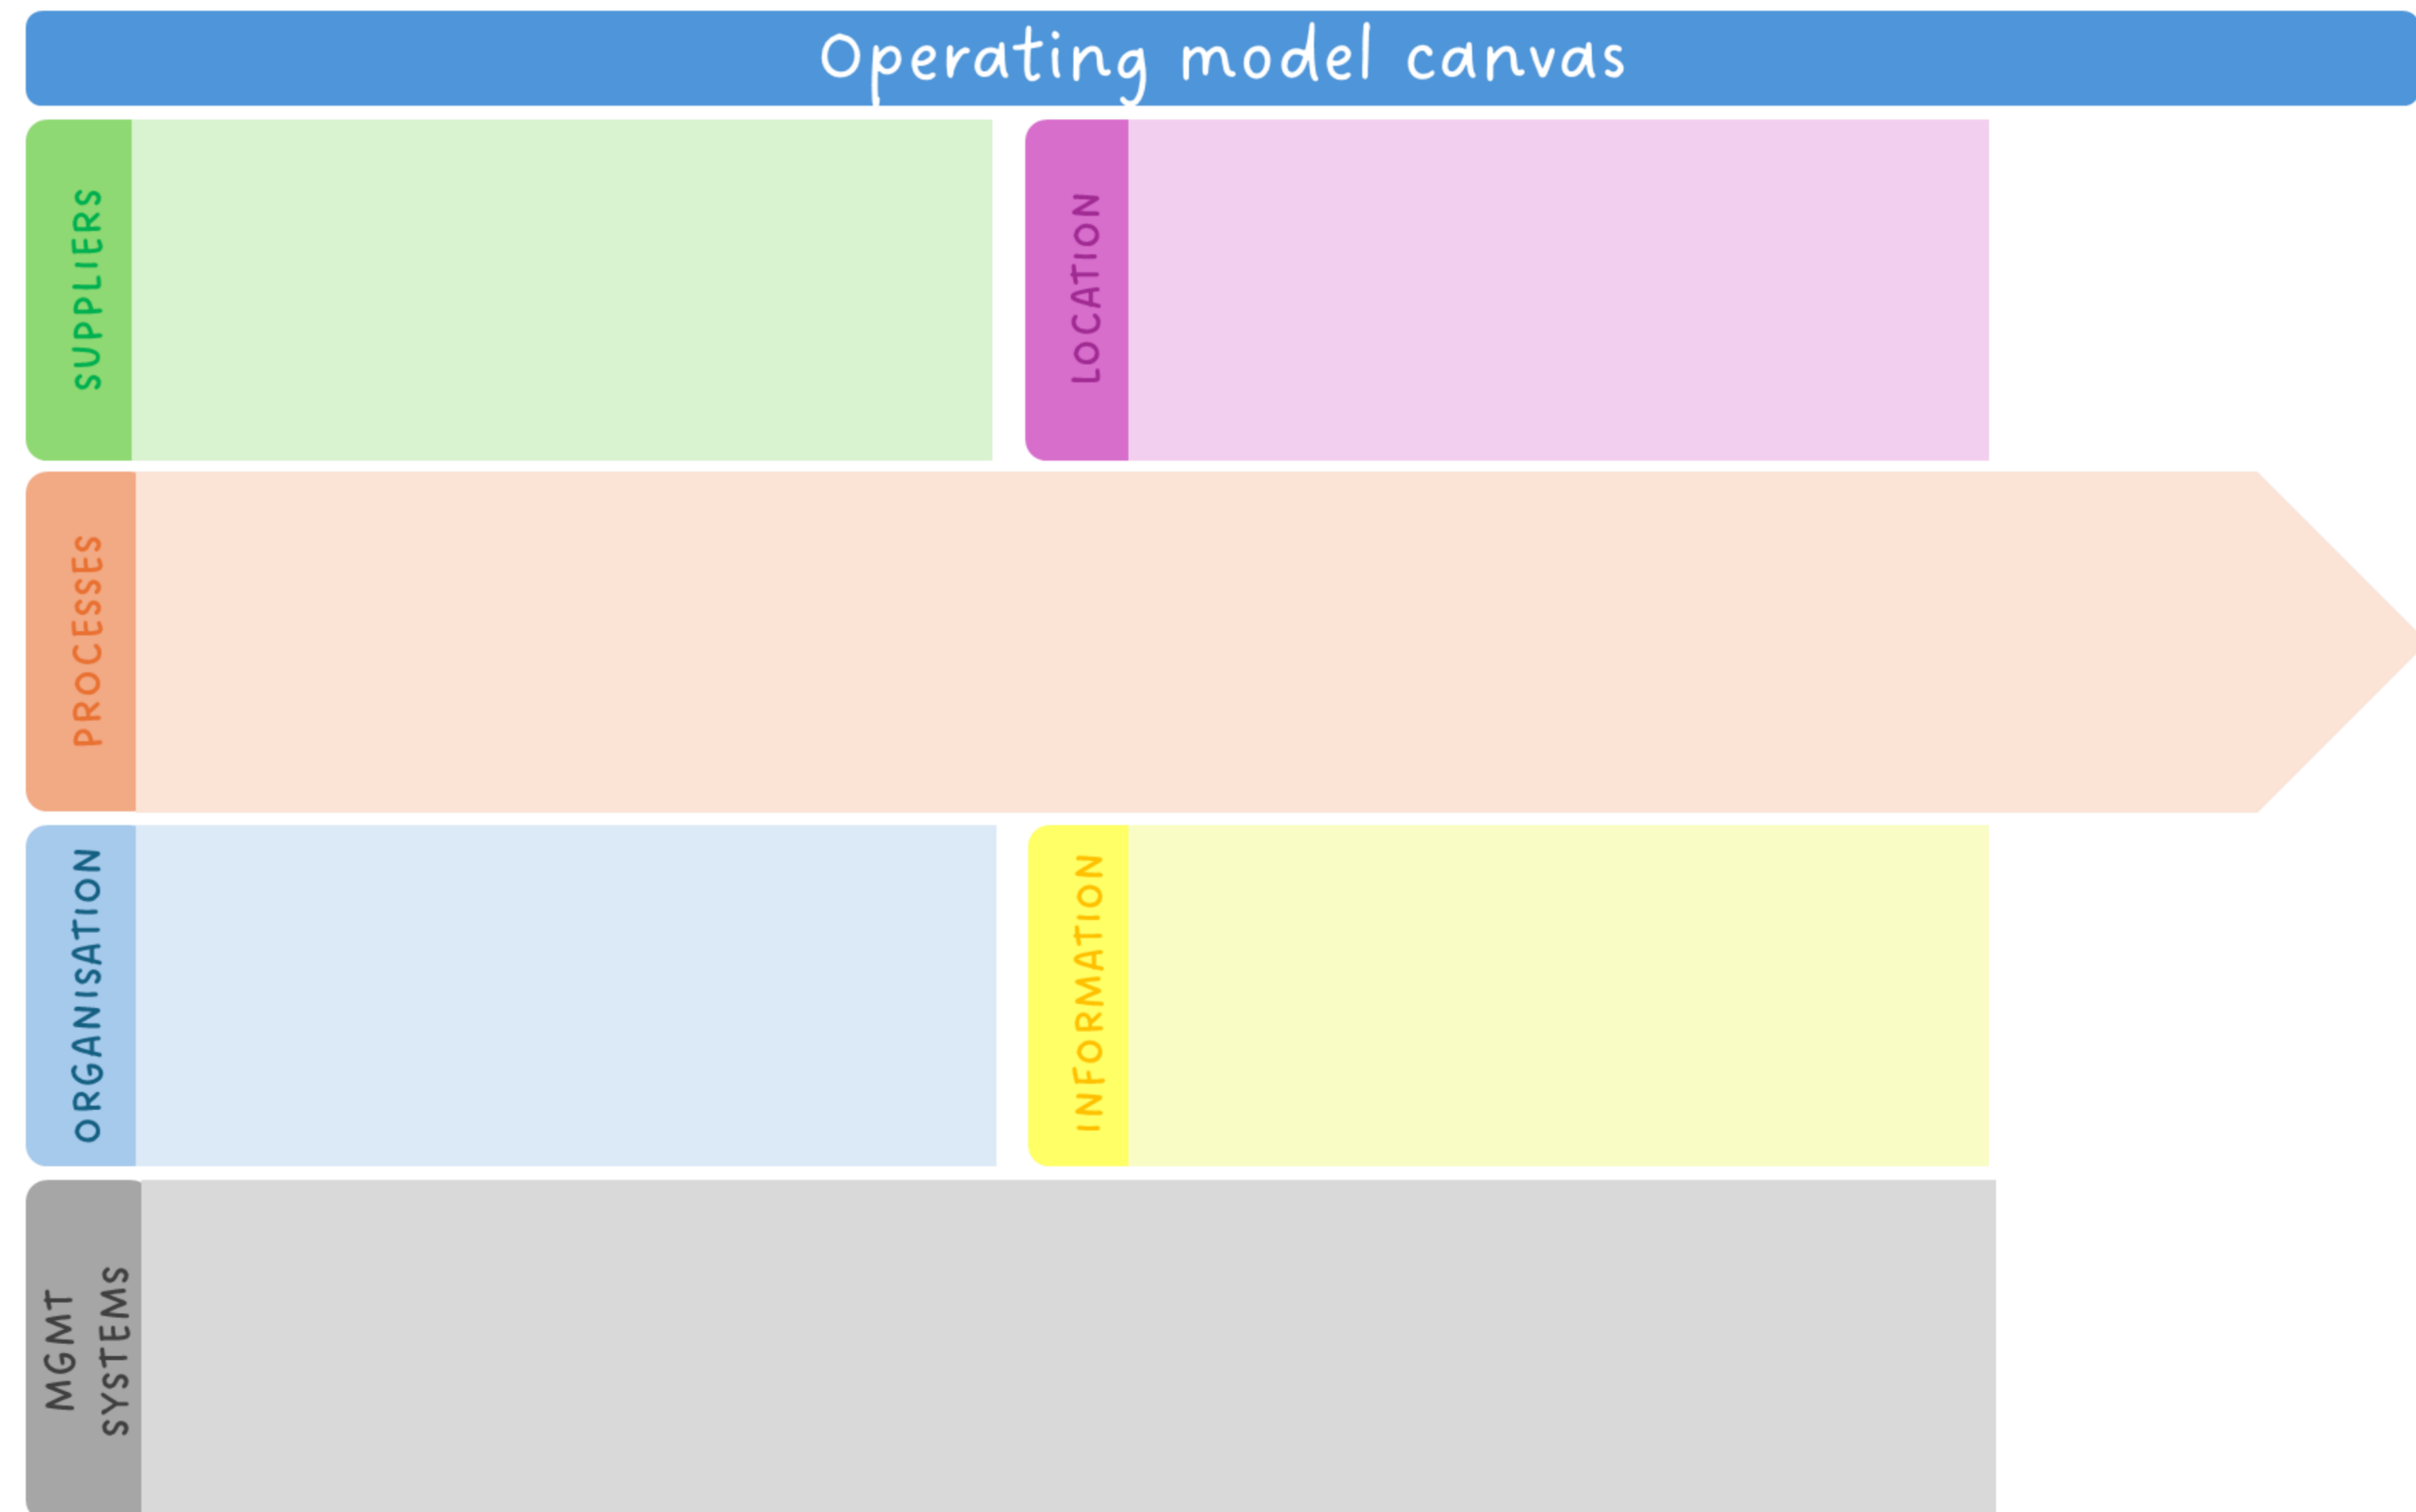 Operating model canvas
SUPPLIERS
LOCATION
PROCESSES
ORGANISATION
INFORMATION
MGMT
SYSTEMS